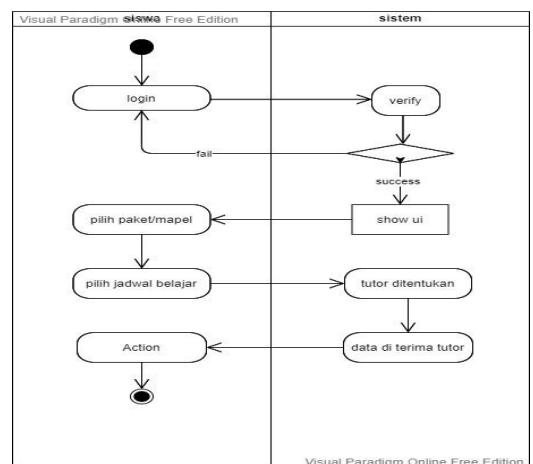 Visual Paradigm Online Free Edition
siswa
sistem
login
verify
fail
success
pilih paket/mapel
show ui
pilih jadwal belajar
tutor ditentukan
Action
data di terima tutor
Visual Paradigm Online Free Edition